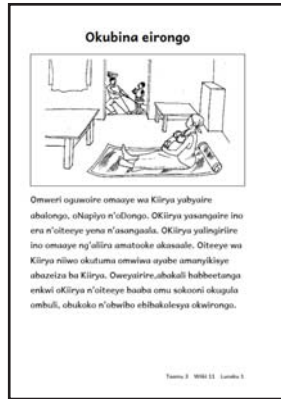 Okubina eirongo
Omweri oguwoire omaaye wa Kiirya yabyaire
abalongo, oNapiyo n'oDongo. OKiirya yasangaire ino
era n'oiteeye yena n'asangaala. OKiirya yalingiriire
ino omaaye ng'aliira amatooke akasaale. Oiteeye wa
Kiirya niiwo okutuma omwiwa ayabe amanyikisye
abazeiza ba Kiirya. Oweyairire,abakali habbeetanga
enkwi oKiirya n'oiteeye baaba omu sokooni okugula
ombuli, obukoko n'obwibo ebibakolesya okwirongo.
Taamu 3 Wiiki 11 Lunaku 1